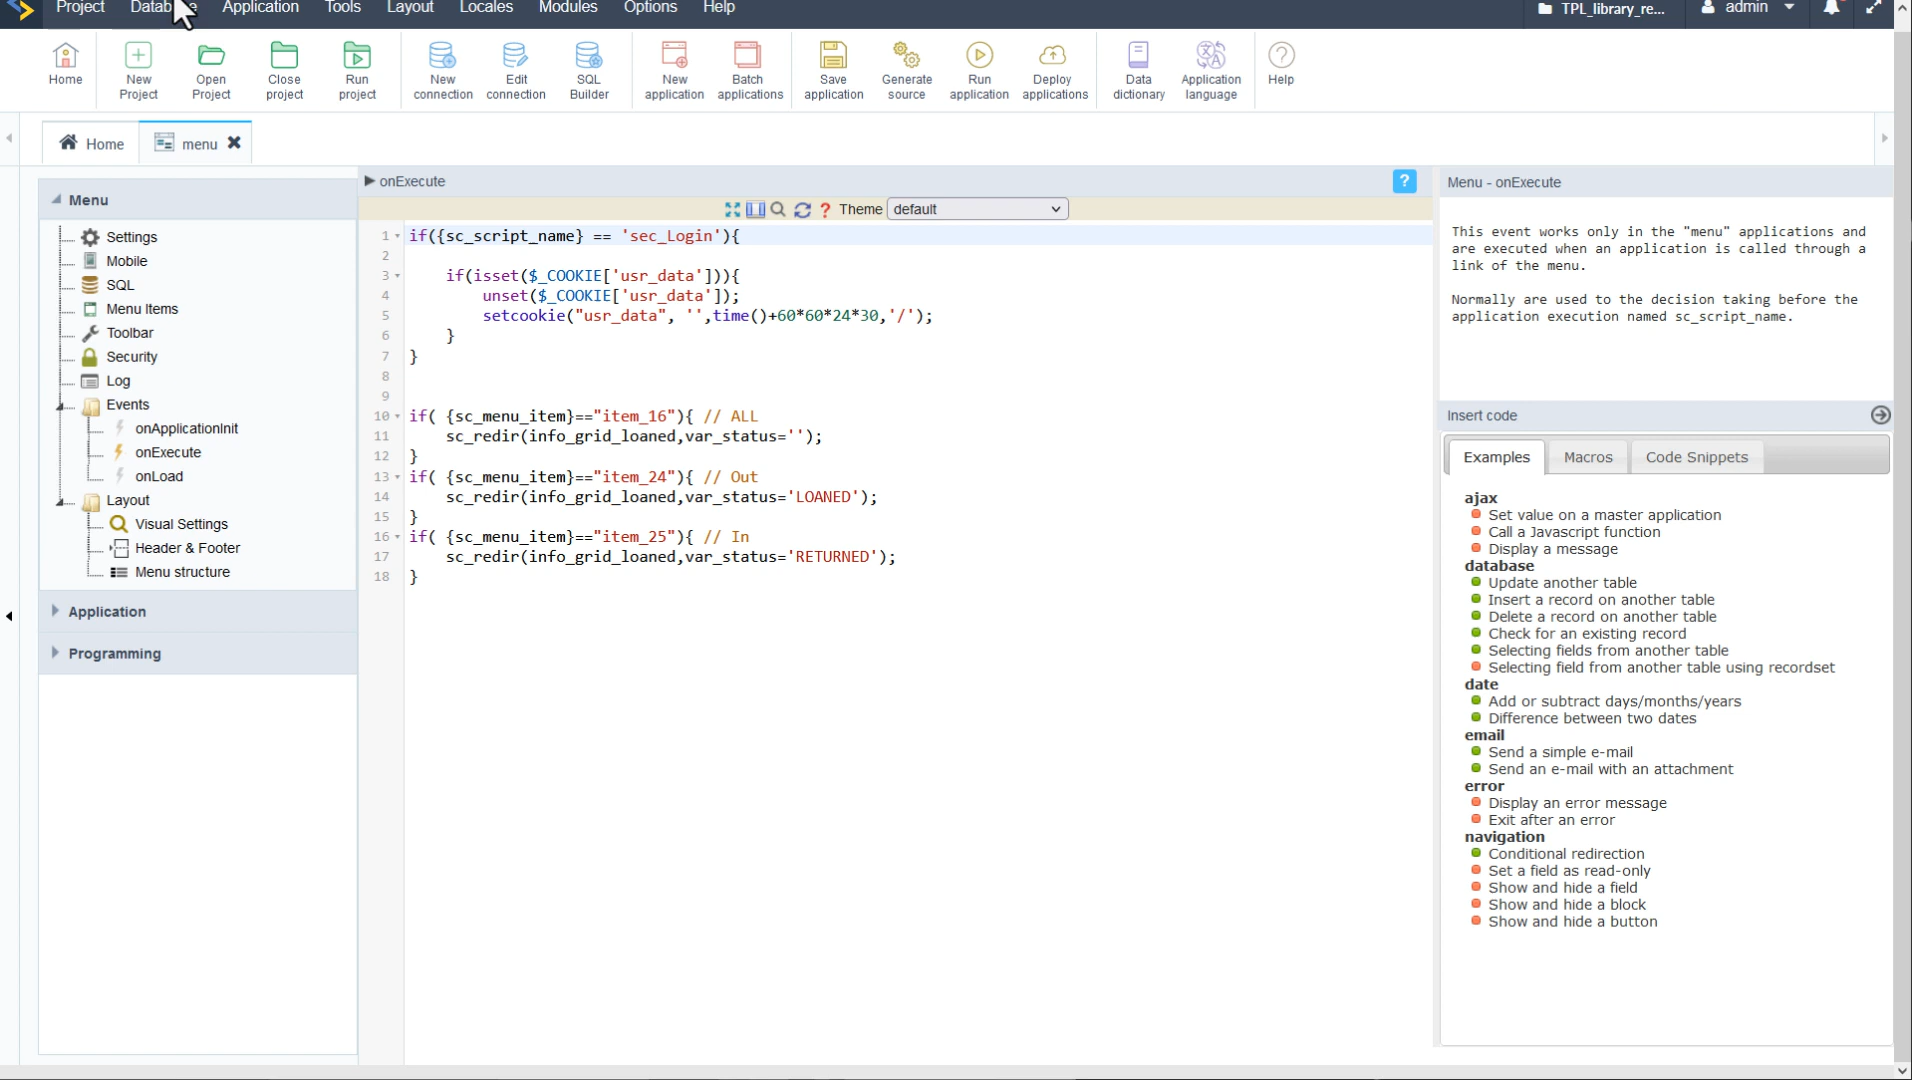 Project Database Application Tools Layout Locales Modules Options Help TPL_library_re... admin
Home
New Project
Open Project
Close project
Run project
New connection
Edit connection
SQL Builder
New application
Batch applications
Save application
Generate source
Run application
Deploy applications
Data dictionary
Application language
Help
Home menu
Menu
Settings
Mobile
SQL
Menu Items
Toolbar
Security
Log
Events
onApplicationInit
onExecute
onLoad
Layout
Visual Settings
Header & Footer
Menu structure
Application
Programming
onExecute ?
? Theme default
1 if({sc_script_name} == 'sec_Login'){
2
3 if(isset($_COOKIE['usr_data'])){
4 unset($_COOKIE['usr_data']);
5 setcookie("usr_data", '',time()+60*60*24*30,'/');
6 }
7 }
8
9
10 if( {sc_menu_item}=="item_16"){ // ALL
11 sc_redir(info_grid_loaned,var_status='');
12 }
13 if( {sc_menu_item}=="item_24"){ // Out
14 sc_redir(info_grid_loaned,var_status='LOANED');
15 }
16 if( {sc_menu_item}=="item_25"){ // In
17 sc_redir(info_grid_loaned,var_status='RETURNED');
18 }
Menu - onExecute
This event works only in the "menu" applications and
are executed when an application is called through a
link of the menu.
Normally are used to the decision taking before the
application execution named sc_script_name.
Insert code
Examples Macros Code Snippets
ajax
Set value on a master application
Call a Javascript function
Display a message
database
Update another table
Insert a record on another table
Delete a record on another table
Check for an existing record
Selecting fields from another table
Selecting field from another table using recordset
date
Add or subtract days/months/years
Difference between two dates
email
Send a simple e-mail
Send an e-mail with an attachment
error
Display an error message
Exit after an error
navigation
Conditional redirection
Set a field as read-only
Show and hide a field
Show and hide a block
Show and hide a button